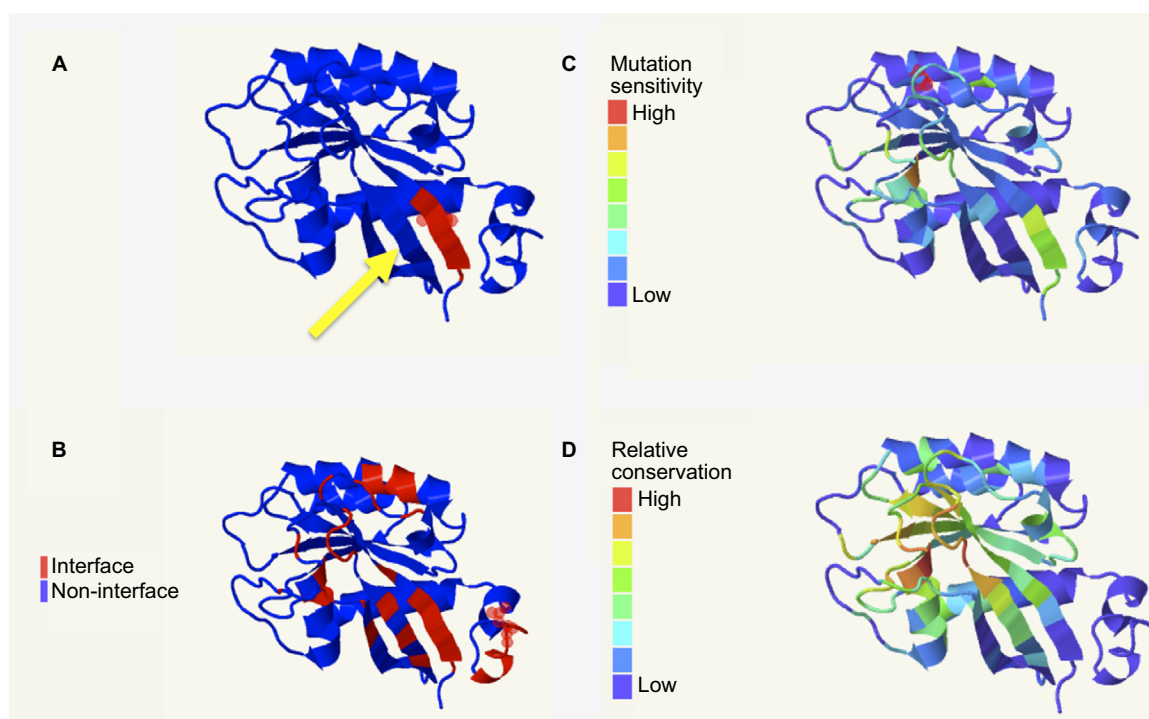 A
C
Mutation
sensitivity
High
Low
B
Interface
Non-interface
D
Relative
conservation
High
Low